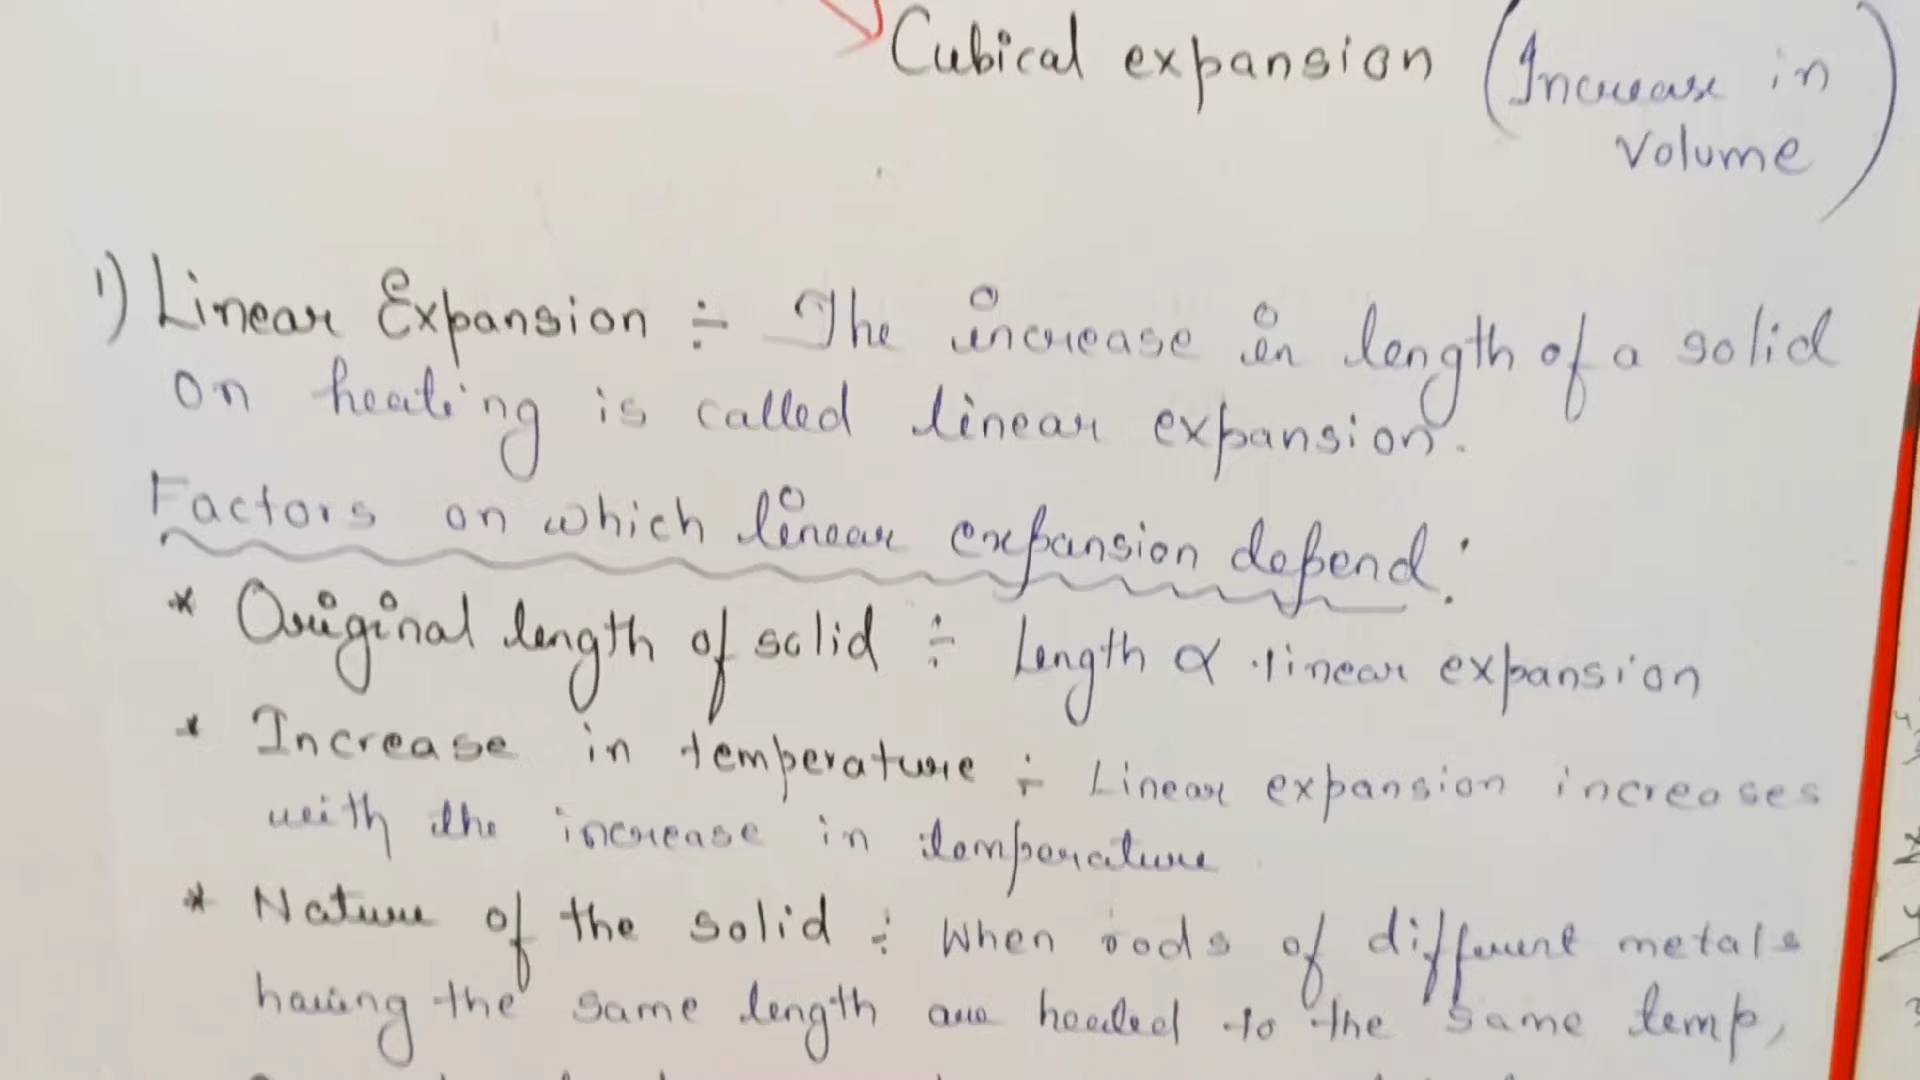 Cubical expansion (Increase in
volume)
1) Linear Expansion ÷ The increase in length of a solid
on heating is called linear expansion.
Factors on which linear expansion depend:
* Original length of solid ÷ Length ∝ linear expansion
* Increase in temperature ÷ Linear expansion increases
with the increase in temperature
* Nature of the solid ÷ When rods of different metals
having the same length are heated to the same temp,